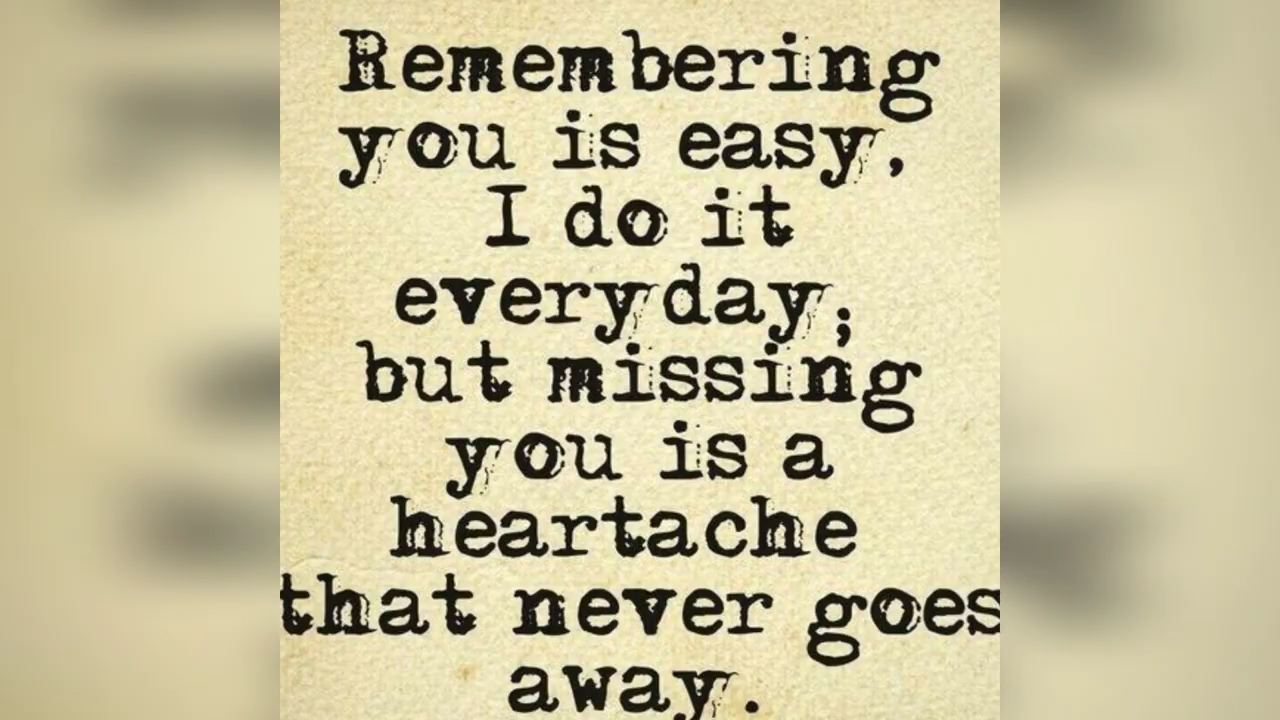 Remembering
you is easy,
I do it
everyday;
but missing
you is a
heartache
that never goes
away.